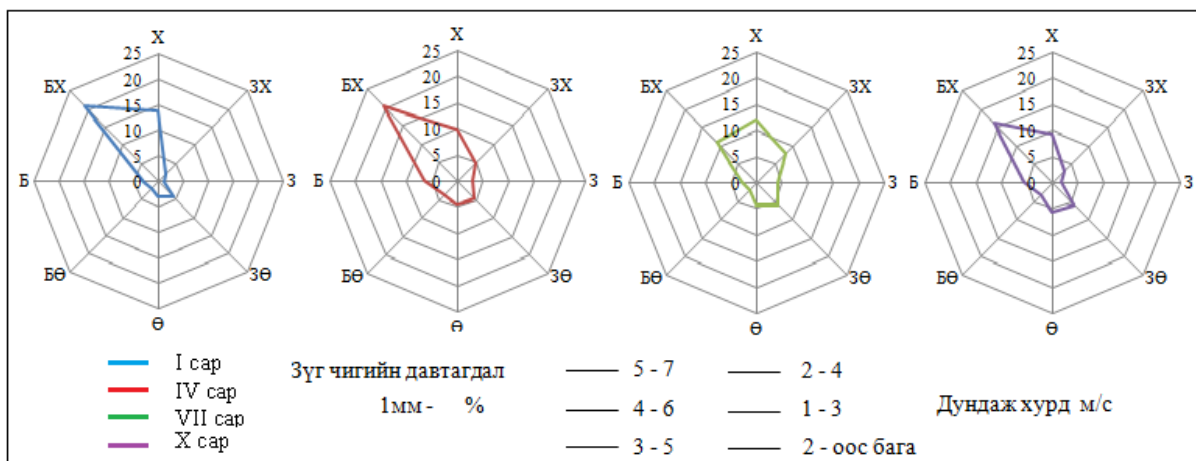 Х
25
20
15
10
5
0
БХ
ЗХ
Б
З
БӨ
ЗӨ
Ө
Х
25
20
15
10
5
0
БХ
ЗХ
Б
З
БӨ
ЗӨ
Ө
Х
25
20
15
10
5
0
БХ
ЗХ
Б
З
БӨ
ЗӨ
Ө
Х
25
20
15
10
5
0
БХ
ЗХ
Б
З
БӨ
ЗӨ
Ө
I сар
IV сар
VII сар
X сар
Зүг чигийн давтагдал
1мм - %
5 - 7
4 - 6
3 - 5
2 - 4
1 - 3
2 - оос бага
Дундаж хурд м/с